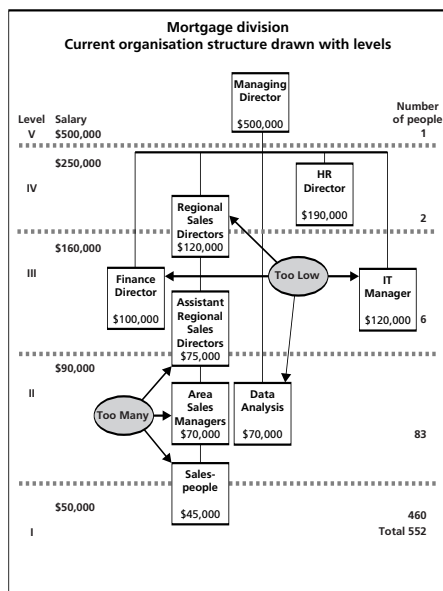 Mortgage division
Current organisation structure drawn with levels
Managing
Director
$500,000
Level Salary
V $500,000
Number
of people
1
$250,000
IV
HR
Director
$190,000
2
Regional
Sales
Directors
$120,000
$160,000
III
Too Low
Finance
Director
$100,000
IT
Manager
$120,000
6
Assistant
Regional
Sales
Directors
$75,000
$90,000
II
Too Many
Area
Sales
Managers
$70,000
Data
Analysis
$70,000
83
Sales-
people
$45,000
$50,000
I
460
Total 552